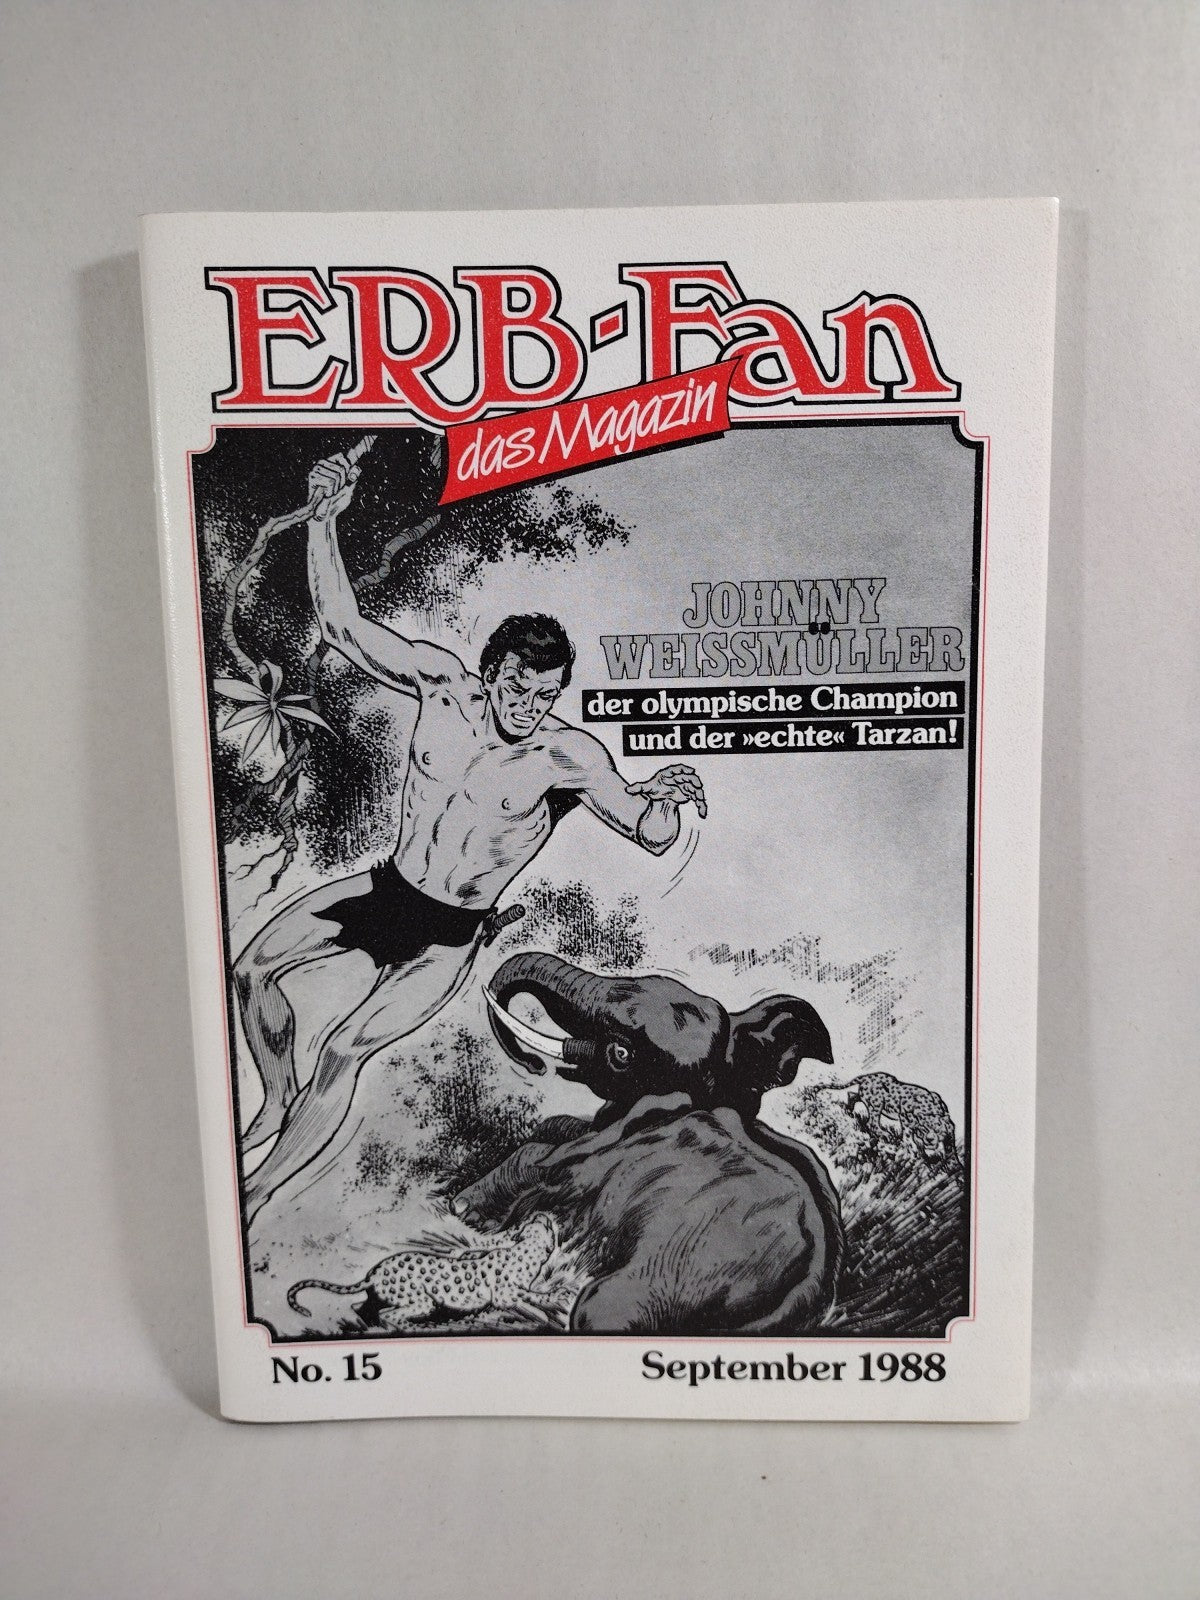 ERB-Fan
das Magazin
JOHNNY
WEISSMÜLLER
der olympische Champion
und der »echte« Tarzan!
No. 15
September 1988